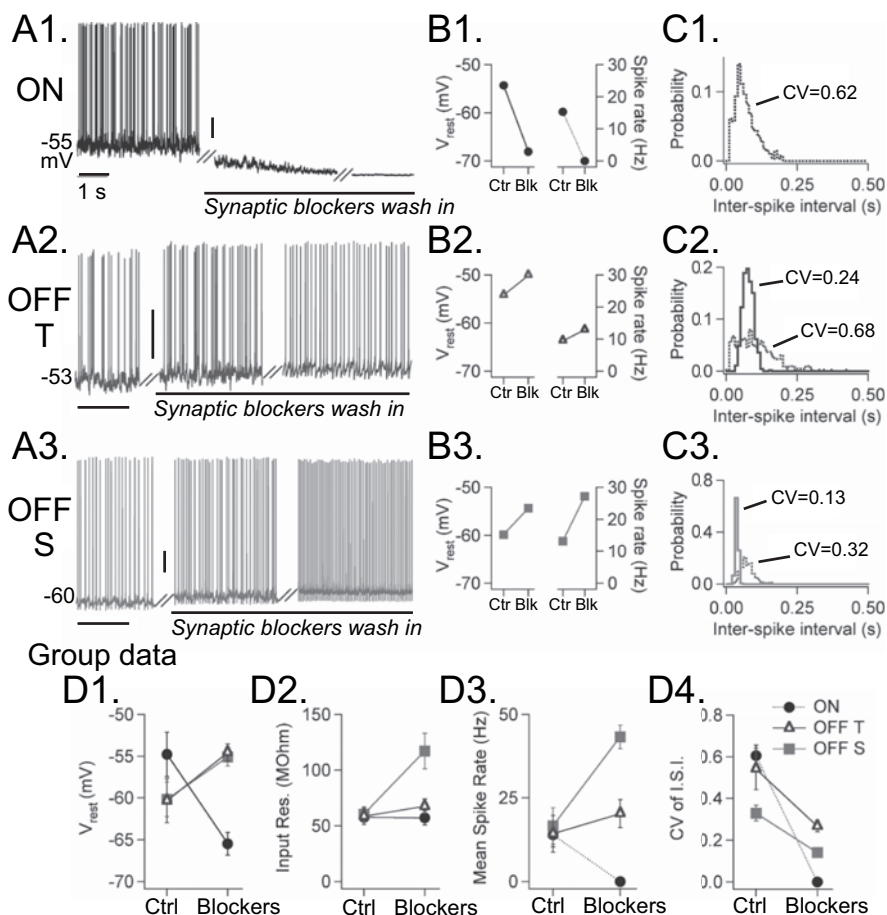 A1.
ON
-55
mV
1 s
Synaptic blockers wash in
B1.
-50
-60
-70
Vrest (mV)
30
20
10
0
Spike rate (Hz)
Ctr Blk
Ctr Blk
C1.
0.1
0.0
Probability
CV=0.62
0.00 0.25 0.50
Inter-spike interval (s)
A2.
OFF
T
-53
Synaptic blockers wash in
B2.
-50
-60
-70
Vrest (mV)
30
20
10
0
Spike rate (Hz)
Ctr Blk
Ctr Blk
C2.
0.2
0.1
0.0
Probability
CV=0.24
CV=0.68
0.00 0.25 0.50
Inter-spike interval (s)
A3.
OFF
S
-60
Synaptic blockers wash in
B3.
-50
-60
-70
Vrest (mV)
30
20
10
0
Spike rate (Hz)
Ctr Blk
Ctr Blk
C3.
0.8
0.4
0.0
Probability
CV=0.13
CV=0.32
0.00 0.25 0.50
Inter-spike interval (s)
Group data
D1.
-50
-55
-60
-65
-70
Vrest (mV)
Ctrl Blockers
D2.
150
100
50
0
Input Res. (MOhm)
Ctrl Blockers
D3.
50
25
0
Mean Spike Rate (Hz)
Ctrl Blockers
D4.
0.8
0.6
0.4
0.2
0.0
CV of I.S.I.
ON
OFF T
OFF S
Ctrl Blockers